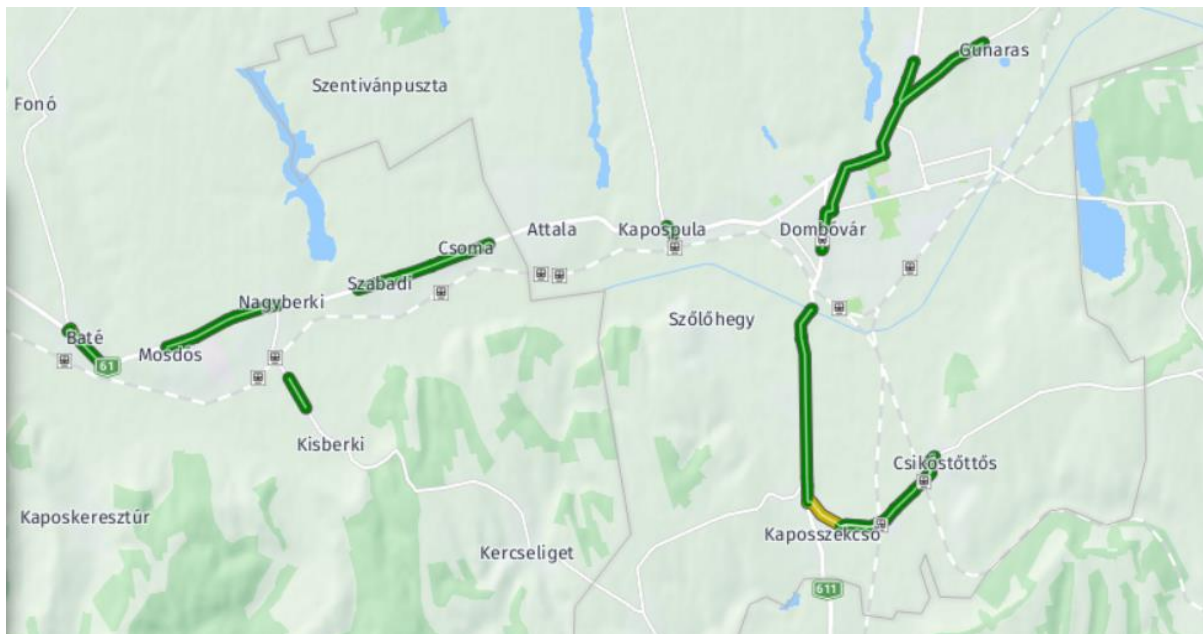 Gunaras
Szentivánpuszta
Fonó
Attala
Kapospula
Dombóvár
Csoma
Szabadi
Nagyberki
Szőlőhegy
Baté
Mosdós
61
Kisberki
Csikóstőttős
Kaposkeresztúr
Kaposszekcső
Kercseliget
611